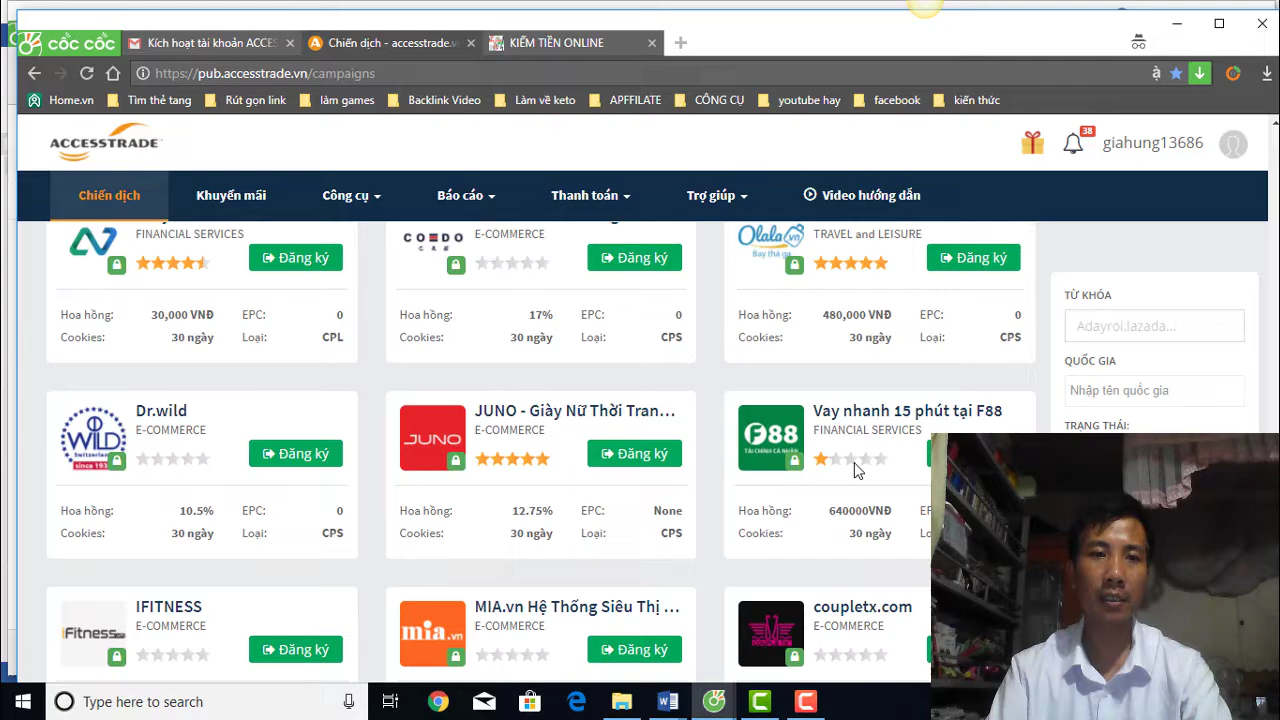 cốc cốc
Kích hoạt tài khoản ACCES
Chiến dịch - accesstrade.v
KIẾM TIỀN ONLINE
https://pub.accesstrade.vn/campaigns
Home.vn
Tìm thẻ tang
Rút gọn link
làm games
Backlink Video
Làm về keto
APFFILATE
CÔNG CỤ
youtube hay
facebook
kiến thức
ACCESSTRADE
38
giahung13686
Chiến dịch
Khuyến mãi
Công cụ
Báo cáo
Thanh toán
Trợ giúp
Video hướng dẫn
FINANCIAL SERVICES
Đăng ký
Hoa hồng: 30,000 VNĐ EPC: 0
Cookies: 30 ngày Loại: CPL
E-COMMERCE
Đăng ký
Hoa hồng: 17% EPC: 0
Cookies: 30 ngày Loại: CPS
Olala.vn
Bay thả ga
TRAVEL and LEISURE
Đăng ký
Hoa hồng: 480,000 VNĐ EPC: 0
Cookies: 30 ngày Loại: CPS
TỪ KHÓA
Adayroi,lazada...
QUỐC GIA
Nhập tên quốc gia
TRẠNG THÁI:
WILD
Switzerland
since 193
Dr.wild
E-COMMERCE
Đăng ký
Hoa hồng: 10.5% EPC: 0
Cookies: 30 ngày Loại: CPS
JUNO
JUNO - Giày Nữ Thời Tran...
E-COMMERCE
Đăng ký
Hoa hồng: 12.75% EPC: None
Cookies: 30 ngày Loại: CPS
F88
TÀI CHÍNH CÁ NHÂN
Vay nhanh 15 phút tại F88
FINANCIAL SERVICES
Hoa hồng: 640000VNĐ
Cookies: 30 ngày
iFitness
IFITNESS
E-COMMERCE
Đăng ký
mia.vn
MIA.vn Hệ Thống Siêu Thị ...
E-COMMERCE
Đăng ký
coupletx.com
E-COMMERCE
Type here to search